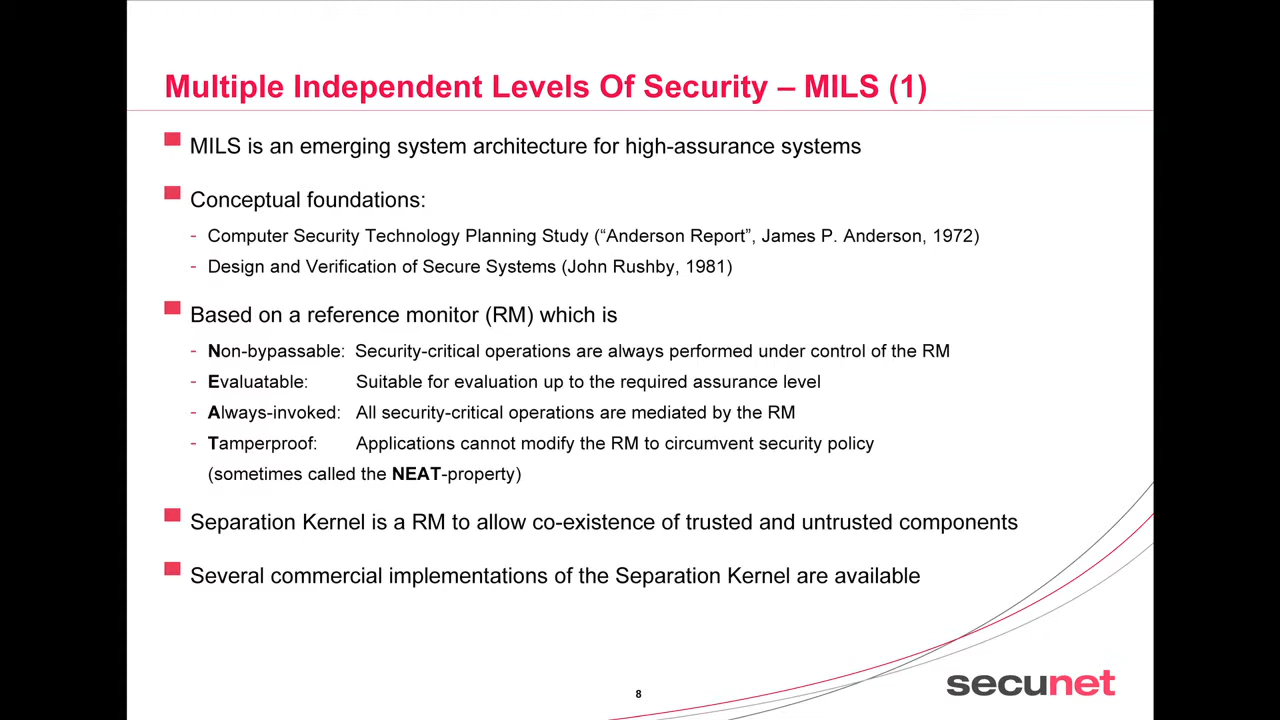 Multiple Independent Levels Of Security – MILS (1)
MILS is an emerging system architecture for high-assurance systems
Conceptual foundations:
- Computer Security Technology Planning Study (“Anderson Report”, James P. Anderson, 1972)
- Design and Verification of Secure Systems (John Rushby, 1981)
Based on a reference monitor (RM) which is
- Non-bypassable: Security-critical operations are always performed under control of the RM
- Evaluatable: Suitable for evaluation up to the required assurance level
- Always-invoked: All security-critical operations are mediated by the RM
- Tamperproof: Applications cannot modify the RM to circumvent security policy
(sometimes called the NEAT-property)
Separation Kernel is a RM to allow co-existence of trusted and untrusted components
Several commercial implementations of the Separation Kernel are available
8
secunet